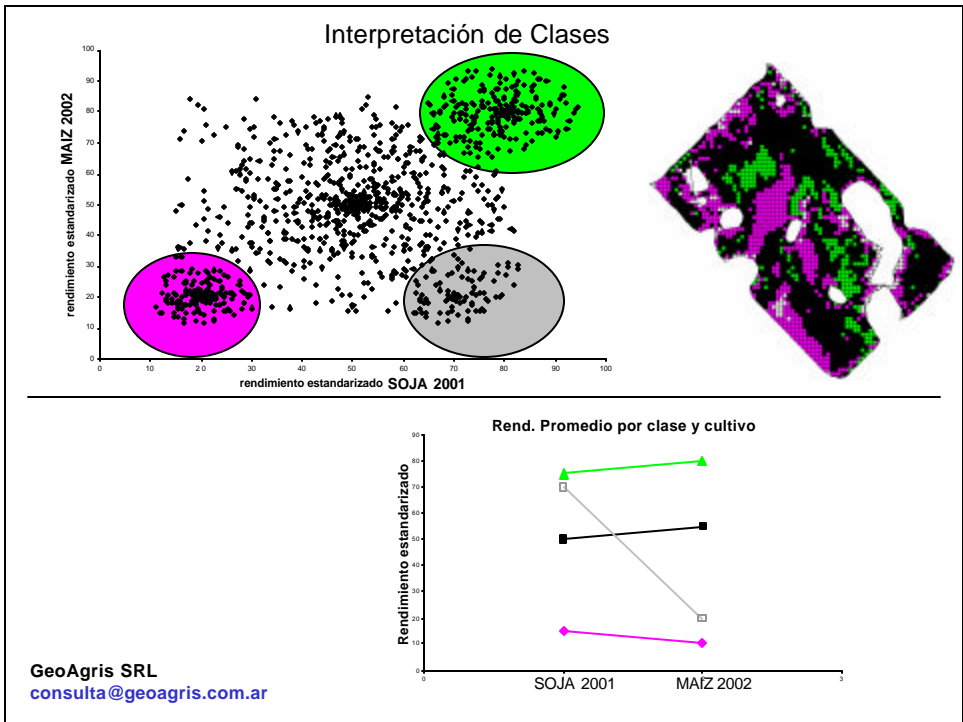 Interpretación de Clases
rendimiento estandarizado MAIZ 2002
100
90
80
70
60
50
40
30
20
10
0
0 10 2 0 30 40 50 60 70 80 90 100
rendimiento estandarizado SOJA 2001
Rend. Promedio por clase y cultivo
Rendimiento estandarizado
90
80
70
60
50
40
30
20
10
0
0 SOJA 2001 MAÍZ 2002 3
GeoAgris SRL
consulta@geoagris.com.ar